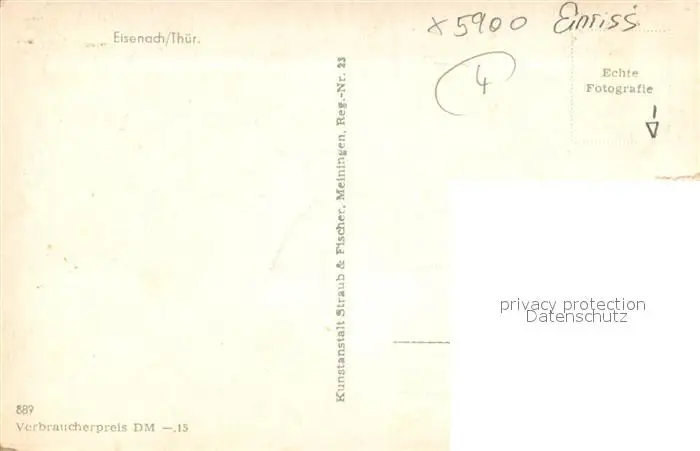 Eisenach/Thür.
x 5900 Einriss
4
Echte
Fotografie
Kunstanstalt Straub & Fischer, Meiningen, Reg.-Nr. 23
privacy protection
Datenschutz
889
Verbraucherpreis DM —.15